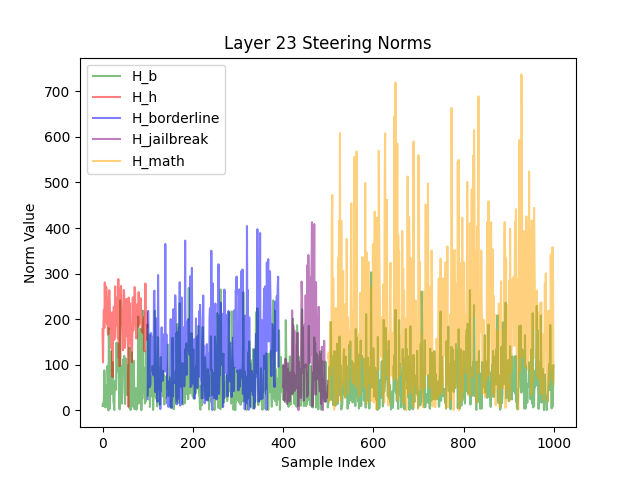 Layer 23 Steering Norms
H_b
H_h
H_borderline
H_jailbreak
H_math
Norm Value
700
600
500
400
300
200
100
0
0 200 400 600 800 1000
Sample Index